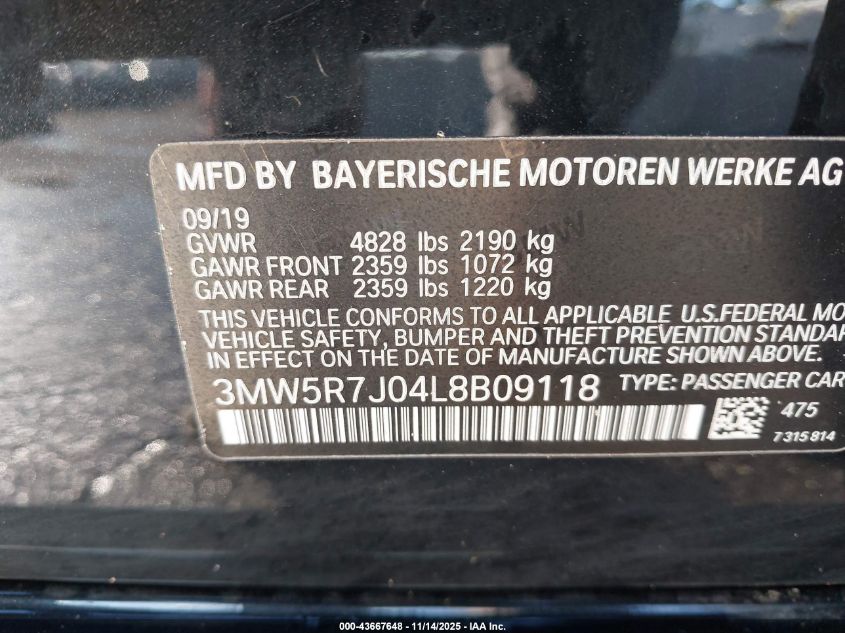 MFD BY BAYERISCHE MOTOREN WERKE AG
09/19
GVWR 4828 lbs 2190 kg
GAWR FRONT 2359 lbs 1072 kg
GAWR REAR 2359 lbs 1220 kg
THIS VEHICLE CONFORMS TO ALL APPLICABLE U.S.FEDERAL MO
VEHICLE SAFETY, BUMPER AND THEFT PREVENTION STANDAR
IN EFFECT ON THE DATE OF MANUFACTURE SHOWN ABOVE.
3MW5R7J04L8B09118 TYPE: PASSENGER CAR
475
7315814
000-43667648 - 11/14/2025 - IAA Inc.